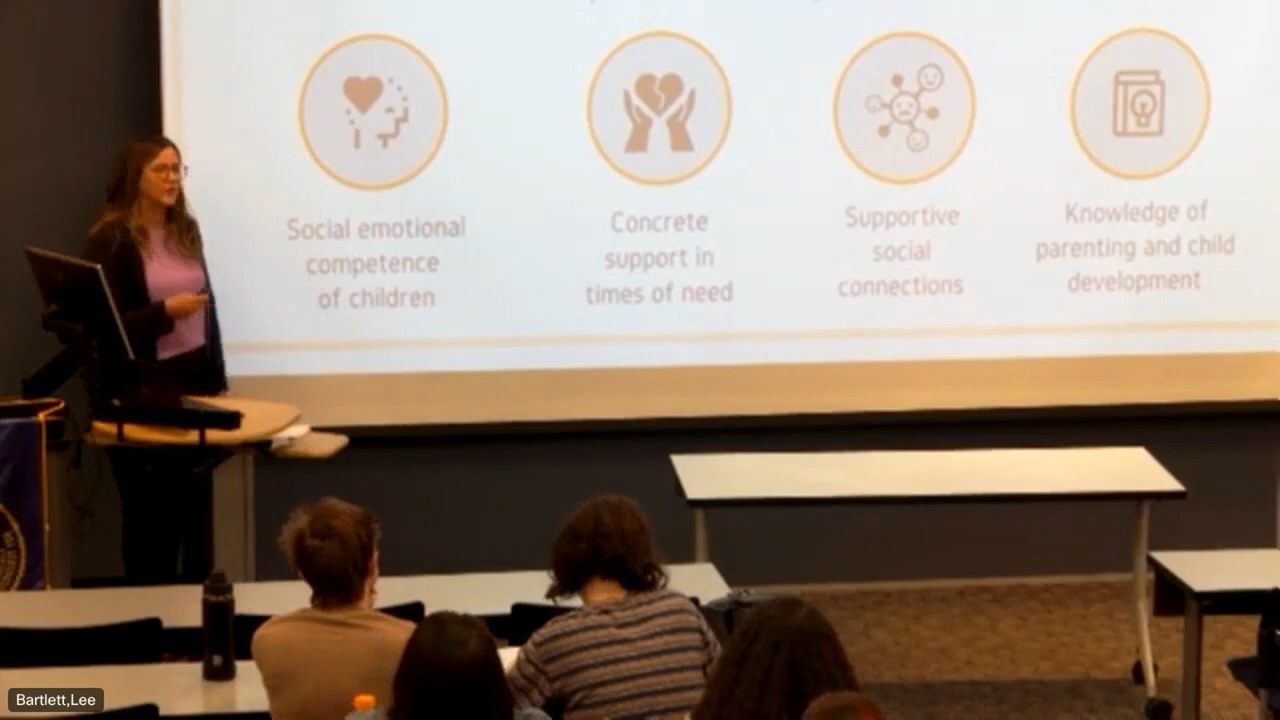 Social emotional
competence
of children
Concrete
support in
times of need
Supportive
social
connections
Knowledge of
parenting and child
development
Bartlett,Lee